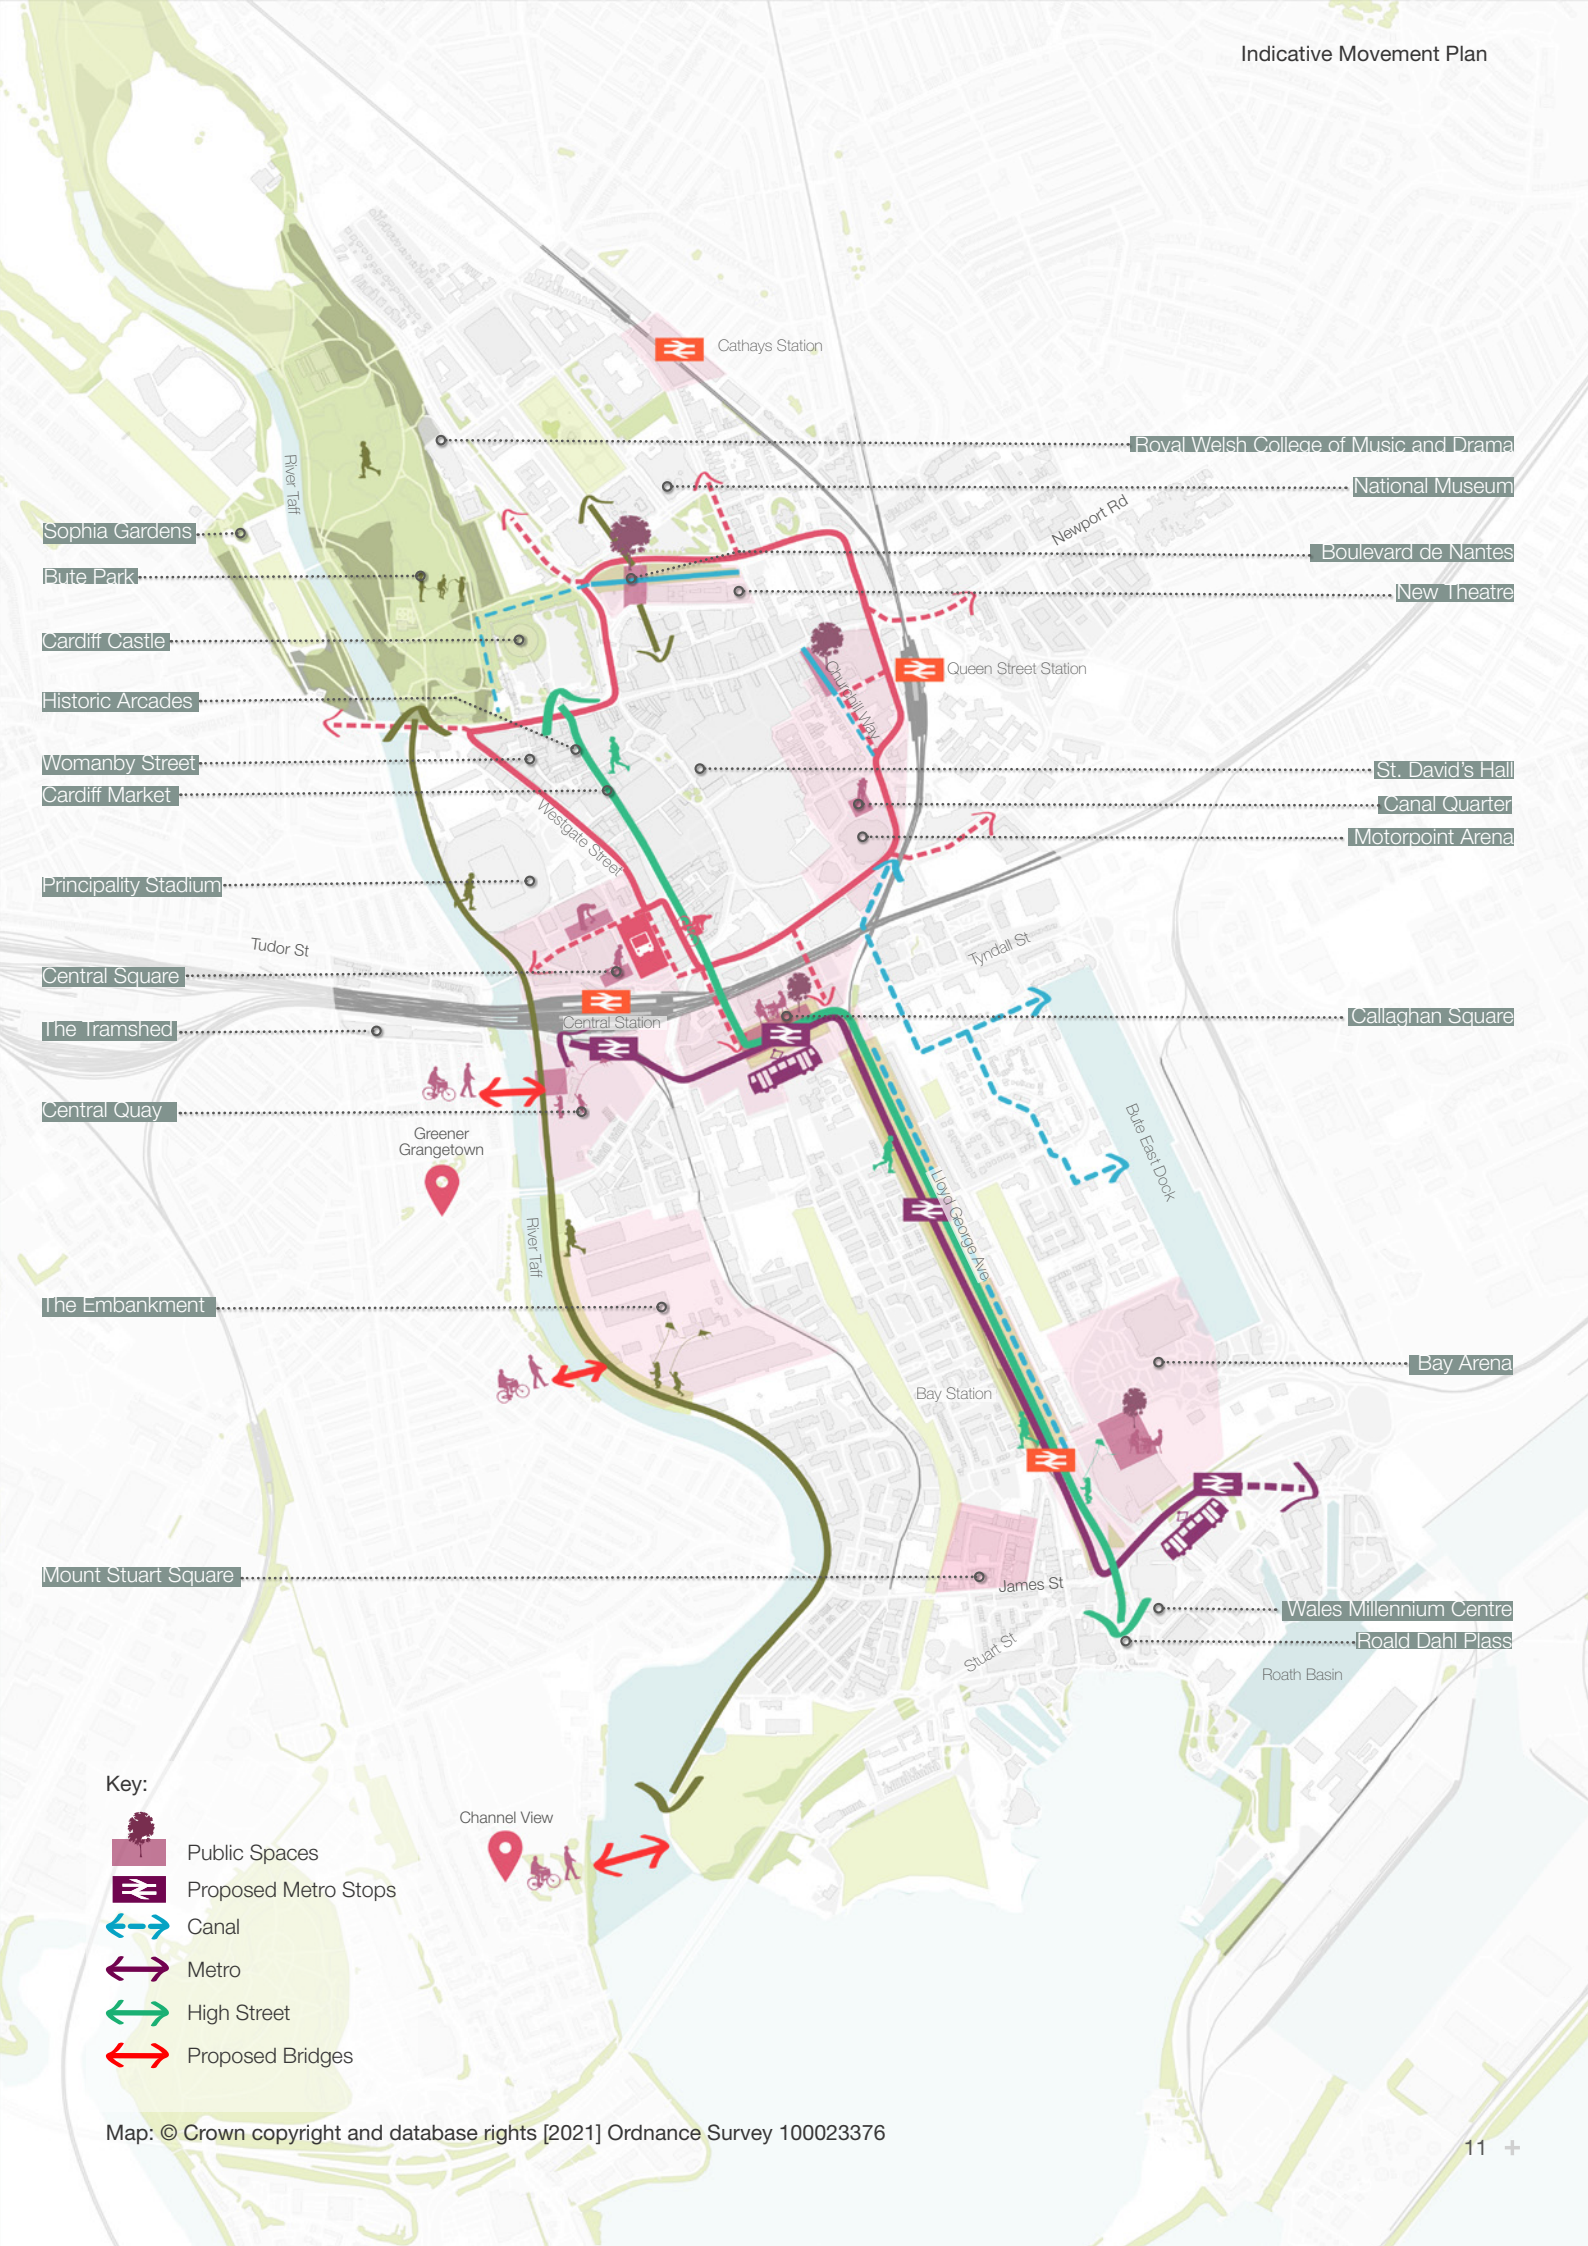 Indicative Movement Plan
Cathays Station
Royal Welsh College of Music and Drama
River Taff
National Museum
Newport Rd
Sophia Gardens
Boulevard de Nantes
Bute Park
New Theatre
Cardiff Castle
Queen Street Station
Churchill Way
Historic Arcades
Womanby Street
St. David's Hall
Cardiff Market
Canal Quarter
Westgate Street
Motorpoint Arena
Principality Stadium
Tudor St
Tyndall St
Central Square
Central Station
The Tramshed
Callaghan Square
Central Quay
Greener
Grangetown
Bute East Dock
Lloyd George Ave
River Taff
The Embankment
Bay Arena
Bay Station
Mount Stuart Square
James St
Wales Millennium Centre
Roald Dahl Plass
Stuart St
Roath Basin
Key:
Channel View
Public Spaces
Proposed Metro Stops
Canal
Metro
High Street
Proposed Bridges
Map: © Crown copyright and database rights [2021] Ordnance Survey 100023376
11 +